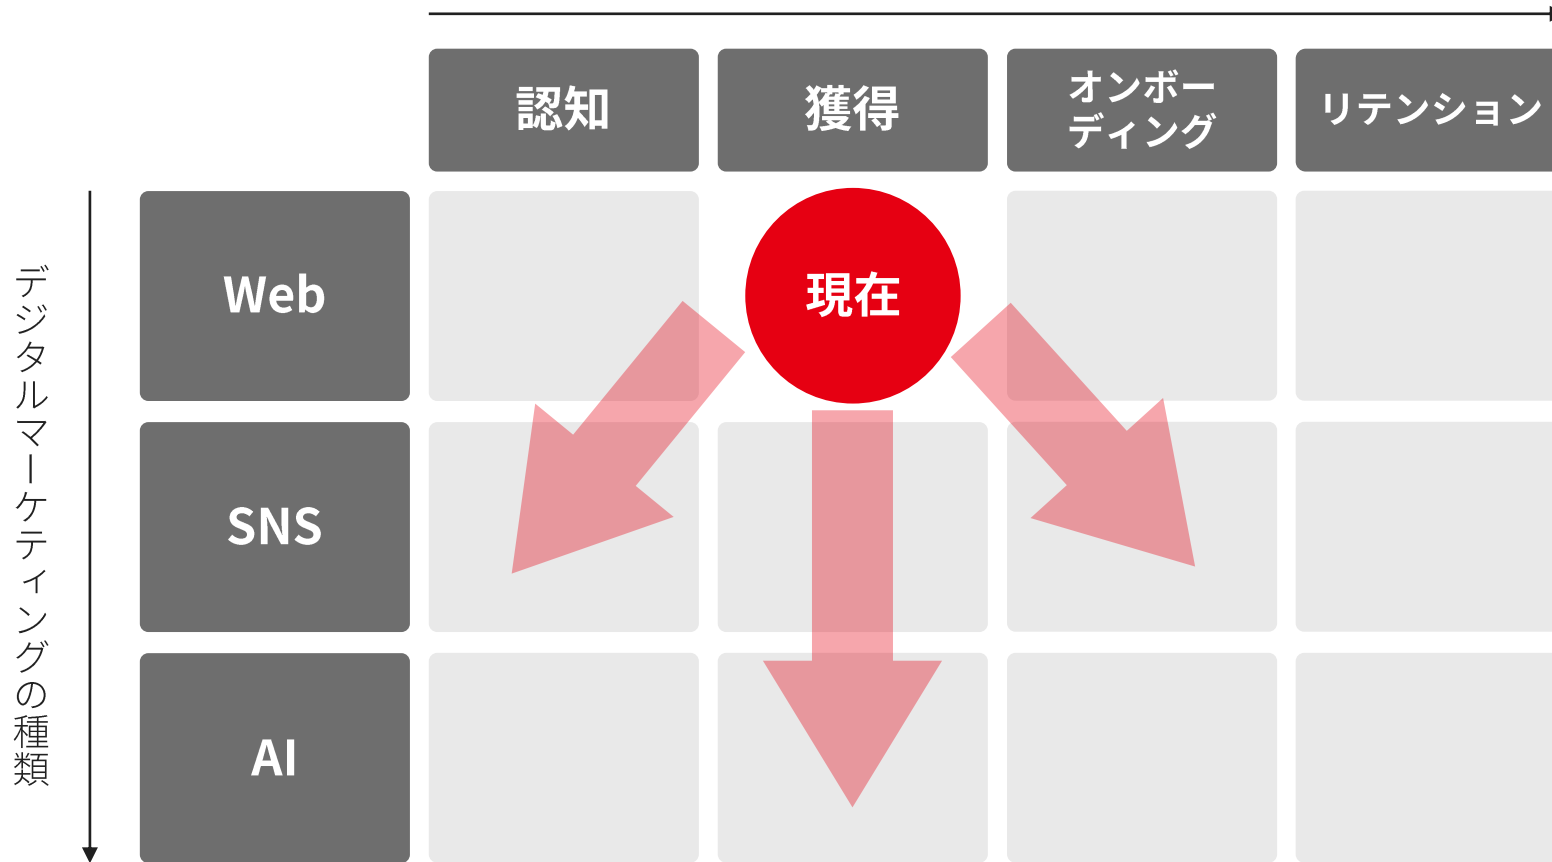 認知
獲得
オンボー
ディング
リテンション
デジタルマーケティングの種類
Web
現在
SNS
AI